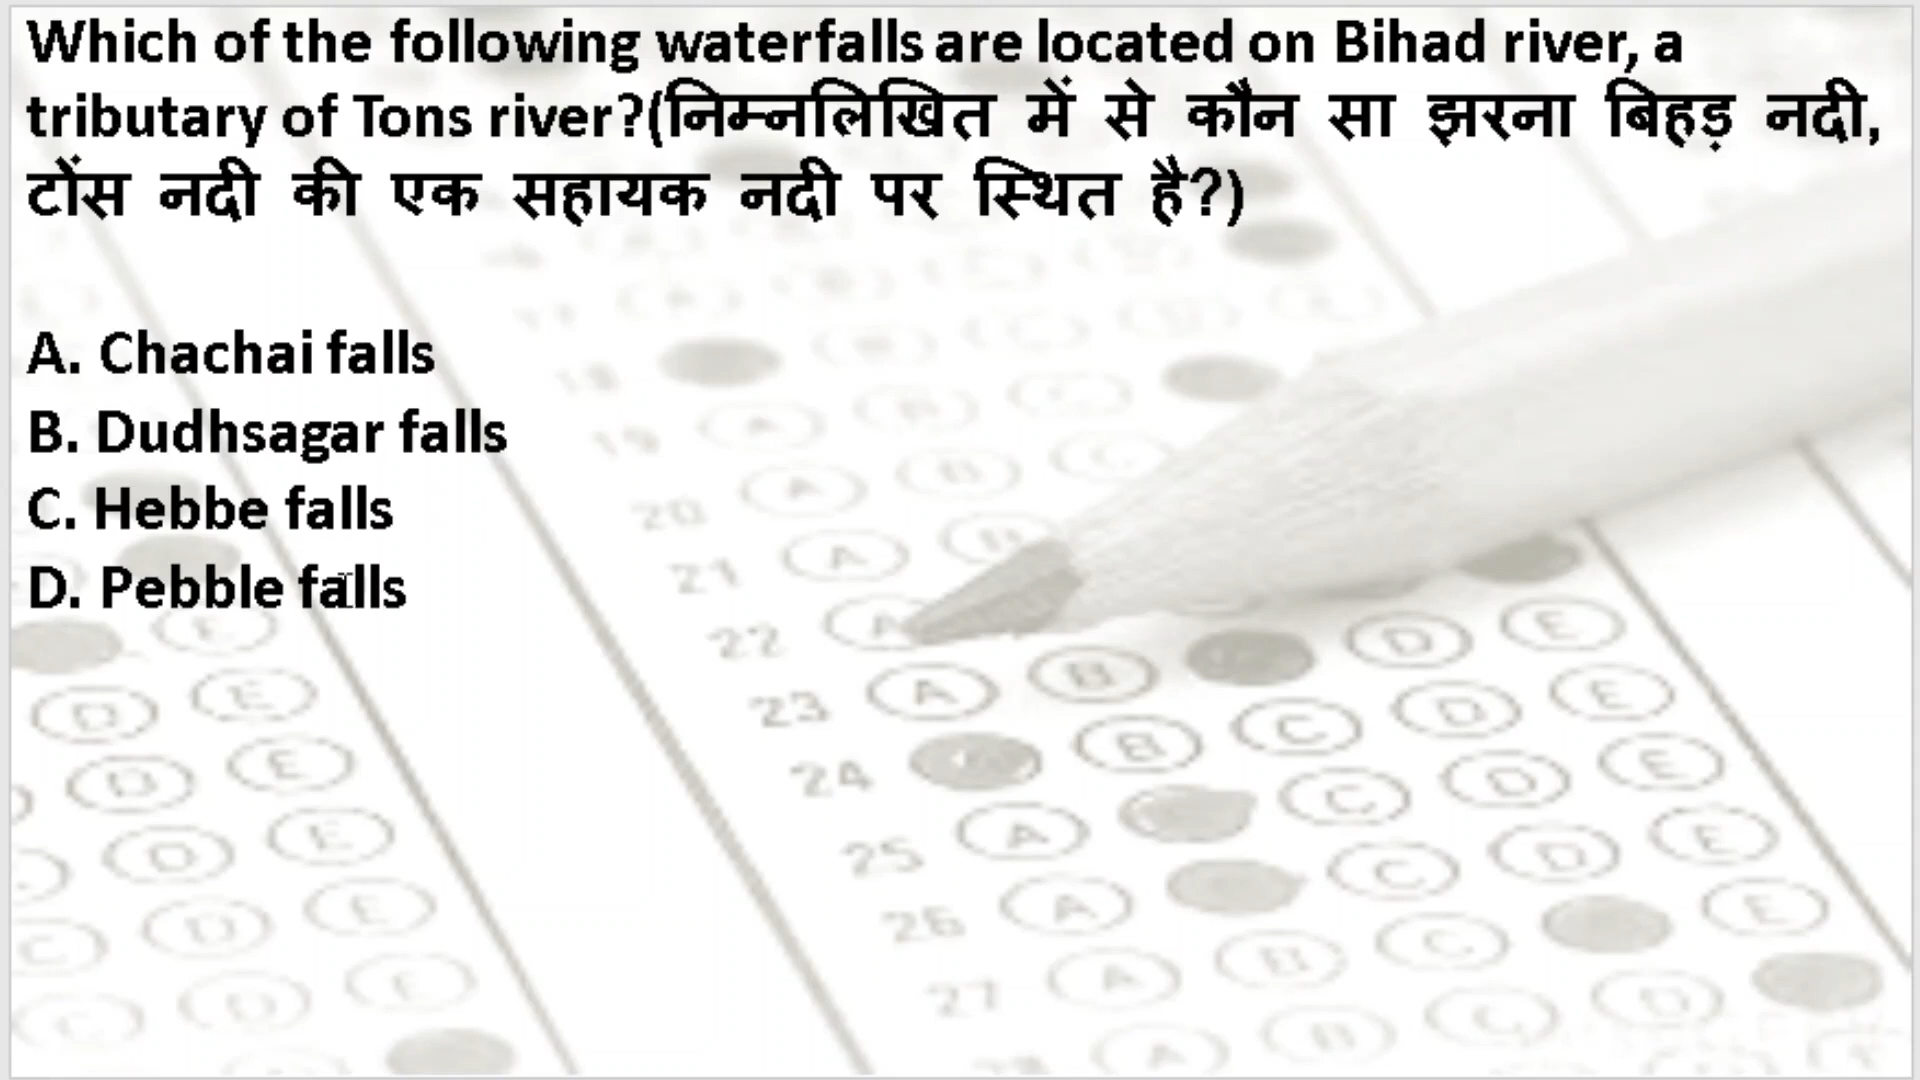 Which of the following waterfalls are located on Bihad river, a
tributary of Tons river?(निम्नलिखित में से कौन सा झरना बिहड़ नदी,
टोंस नदी की एक सहायक नदी पर स्थित है?)
A. Chachai falls
B. Dudhsagar falls
C. Hebbe falls
D. Pebble falls